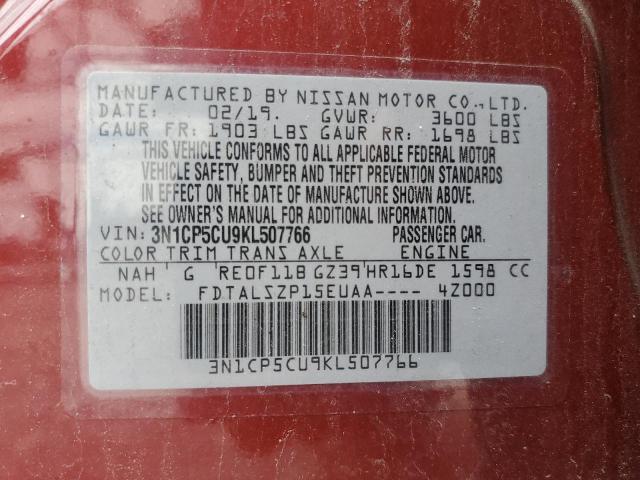 MANUFACTURED BY NISSAN MOTOR CO.,LTD.
DATE: 02/19. GVWR: 3600 LBS
GAWR FR: 1903 LBS GAWR RR: 1698 LBS
THIS VEHICLE CONFORMS TO ALL APPLICABLE FEDERAL MOTOR
VEHICLE SAFETY, BUMPER AND THEFT PREVENTION STANDARDS
IN EFFECT ON THE DATE OF MANUFACTURE SHOWN ABOVE.
SEE OWNER'S MANUAL FOR ADDITIONAL INFORMATION.
VIN: 3N1CP5CU9KL507766 PASSENGER CAR.
COLOR TRIM TRANS AXLE ENGINE
NAH G RE0F11B GZ39 HR16DE 1598 CC
MODEL: FDTALSZP15EUAA---- 4Z000
3N1CP5CU9KL507766